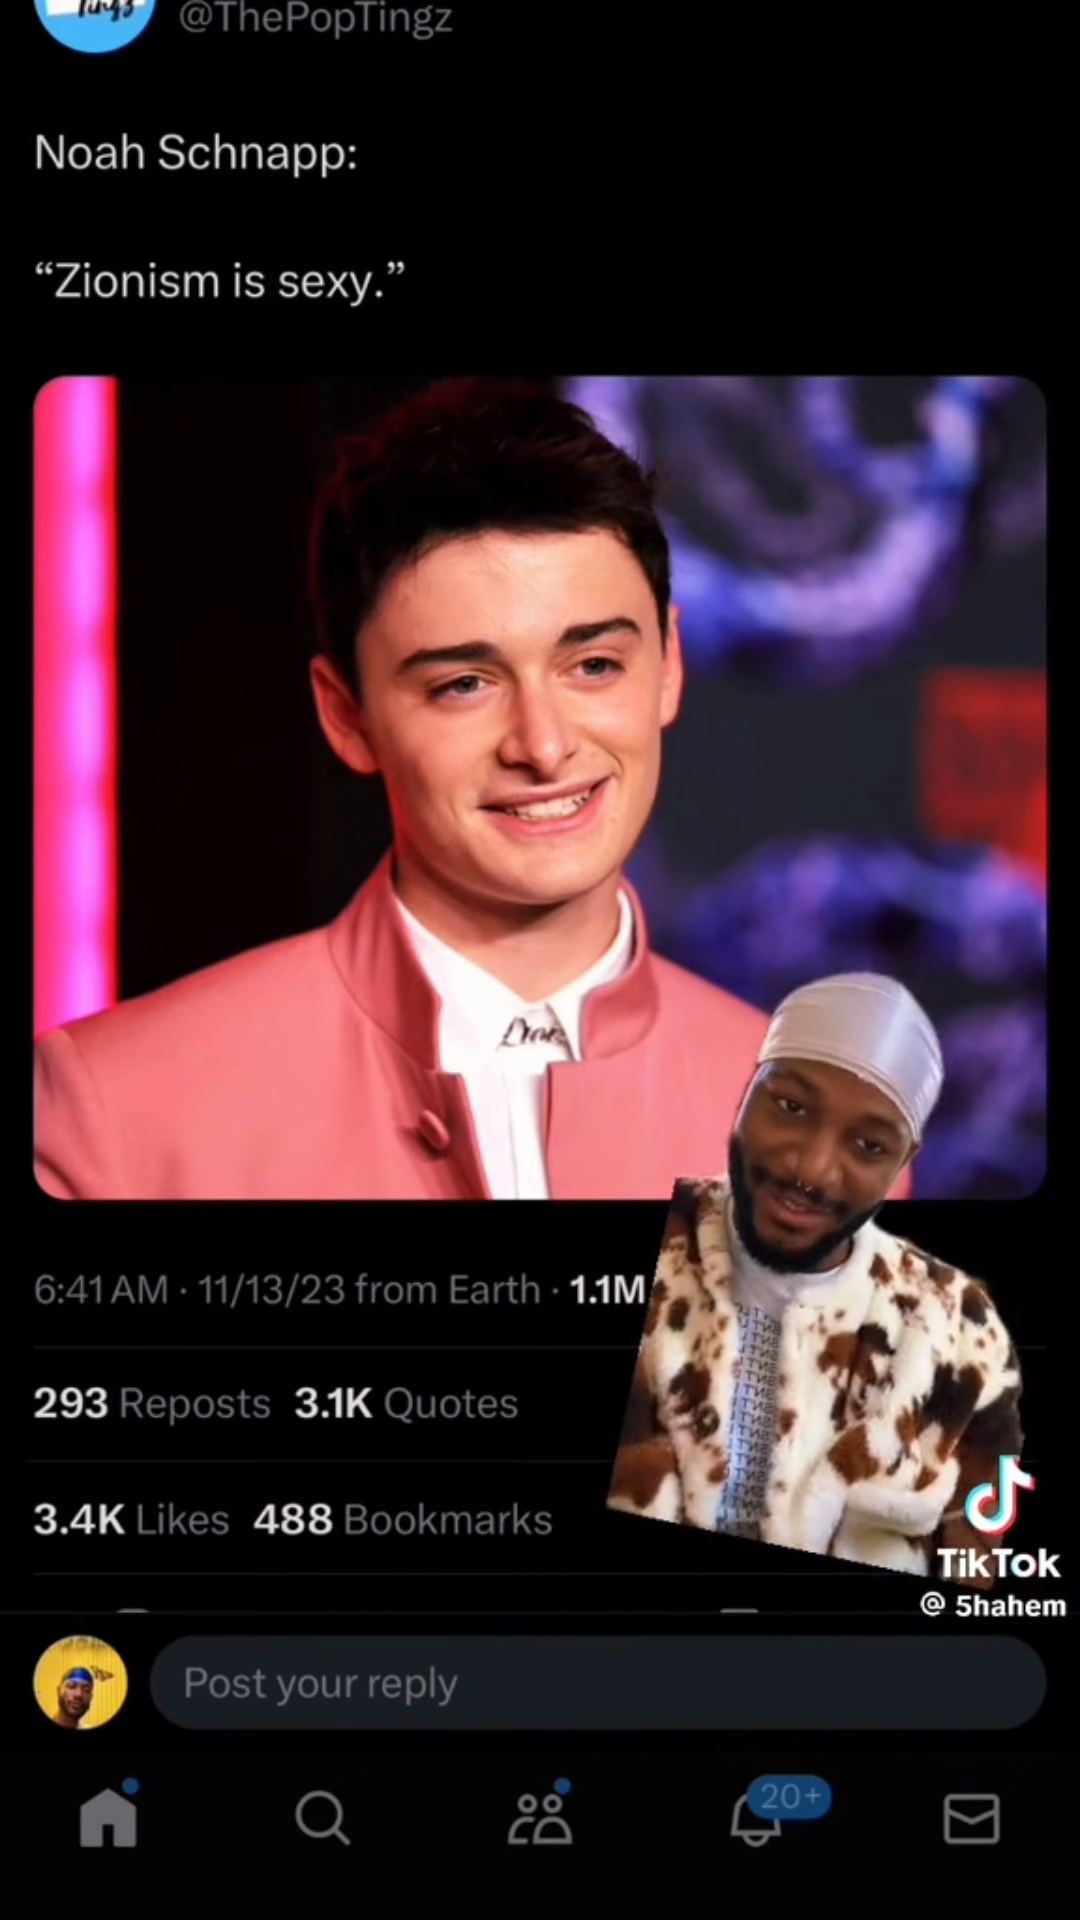 Tingz
@ThePopTingz
Noah Schnapp:
“Zionism is sexy.”
6:41 AM · 11/13/23 from Earth · 1.1M
293 Reposts 3.1K Quotes
3.4K Likes 488 Bookmarks
TikTok
@ 5hahem
Post your reply
20+